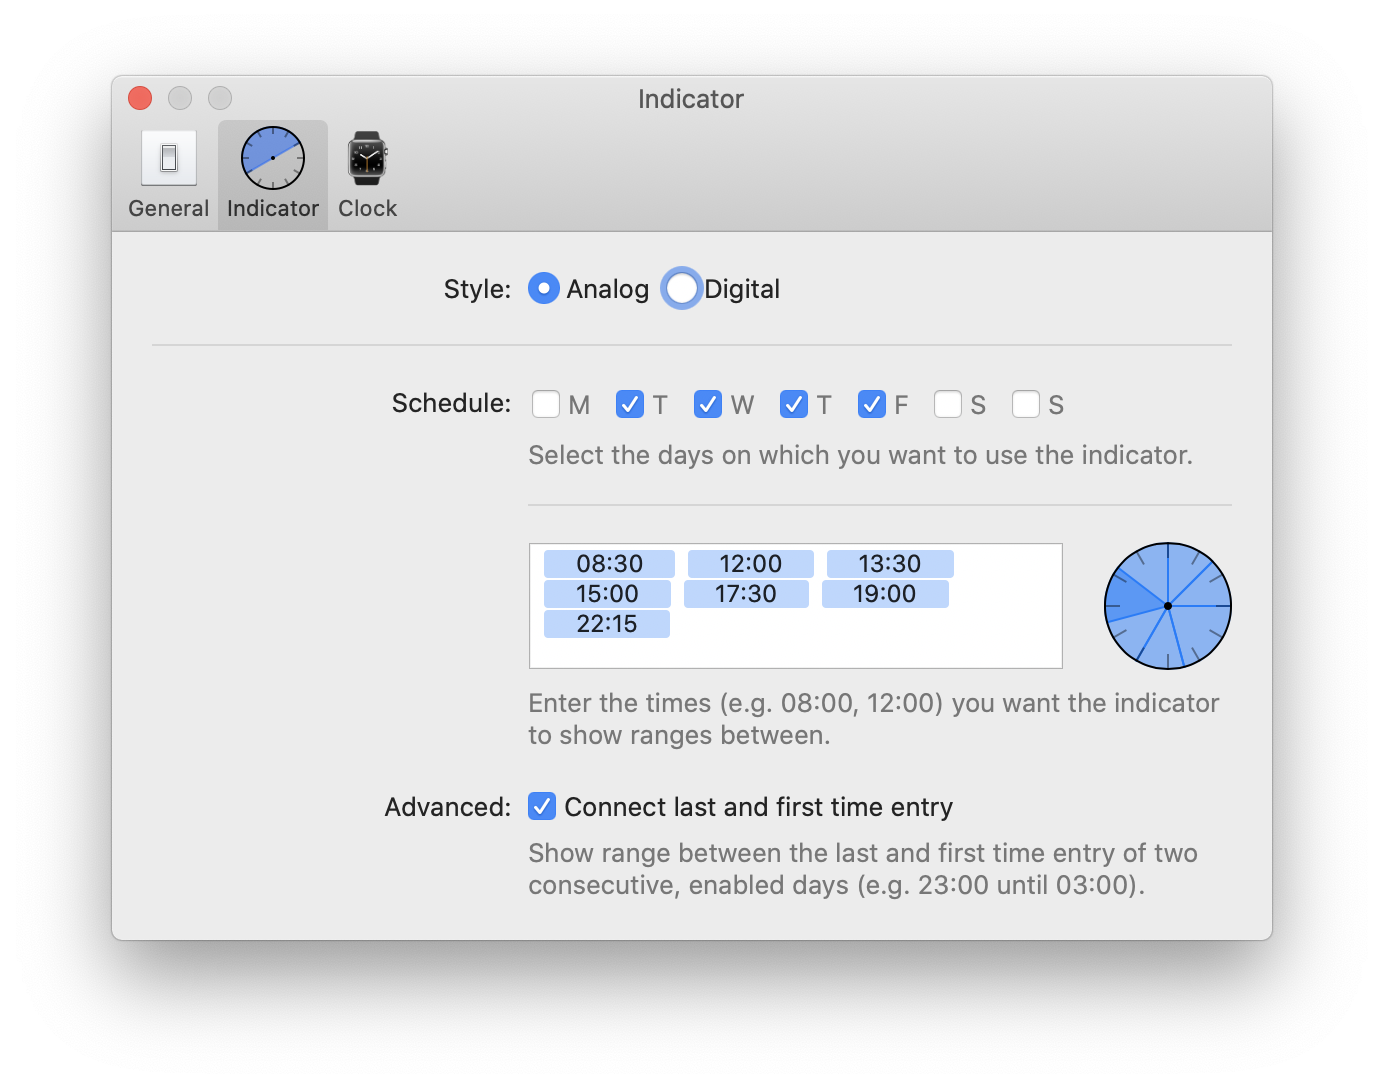 Indicator
General Indicator Clock
Style: Analog Digital
Schedule: M T W T F S S
Select the days on which you want to use the indicator.
08:30 12:00 13:30
15:00 17:30 19:00
22:15
Enter the times (e.g. 08:00, 12:00) you want the indicator
to show ranges between.
Advanced: Connect last and first time entry
Show range between the last and first time entry of two
consecutive, enabled days (e.g. 23:00 until 03:00).